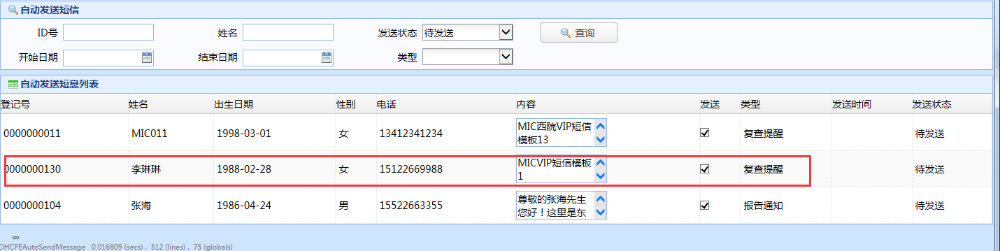 自动发送短信
ID号 姓名 发送状态 待发送 查询
开始日期 结束日期 类型
自动发送短息列表
登记号 姓名 出生日期 性别 电话 内容 发送 类型 发送时间 发送状态
0000000011 MIC011 1998-03-01 女 13412341234 MIC西院VIP短信 复查提醒 待发送
模板13
0000000130 李琳琳 1988-02-28 女 15122669988 MICVIP短信模板 复查提醒 待发送
1
0000000104 张海 1986-04-24 男 15522663355 尊敬的张海先生 报告通知 待发送
您好！这里是东
DHCPEAutoSendMessage 0.016809 (secs) , 512 (lines) , 75 (globals)